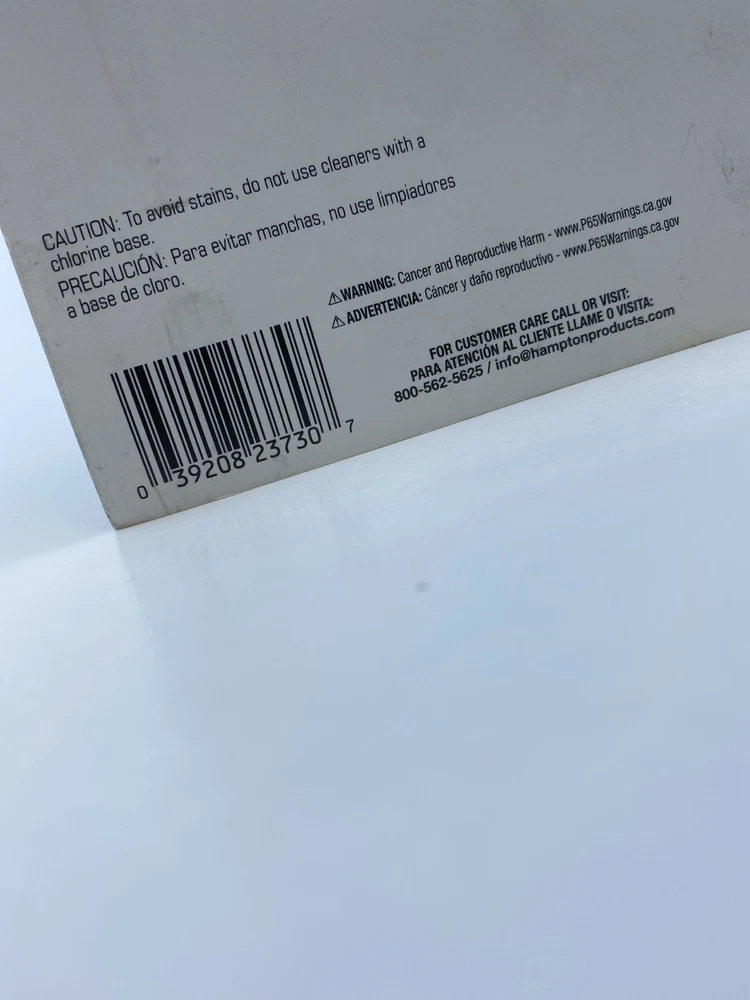 CAUTION: To avoid stains, do not use cleaners with a
chlorine base.
PRECAUCIÓN: Para evitar manchas, no use limpiadores
a base de cloro.
⚠WARNING: Cancer and Reproductive Harm - www.P65Warnings.ca.gov
⚠ADVERTENCIA: Cáncer y daño reproductivo - www.P65Warnings.ca.gov
FOR CUSTOMER CARE CALL OR VISIT:
PARA ATENCIÓN AL CLIENTE LLAME O VISITA:
800-562-5625 / info@hamptonproducts.com
0 39208 23730 7